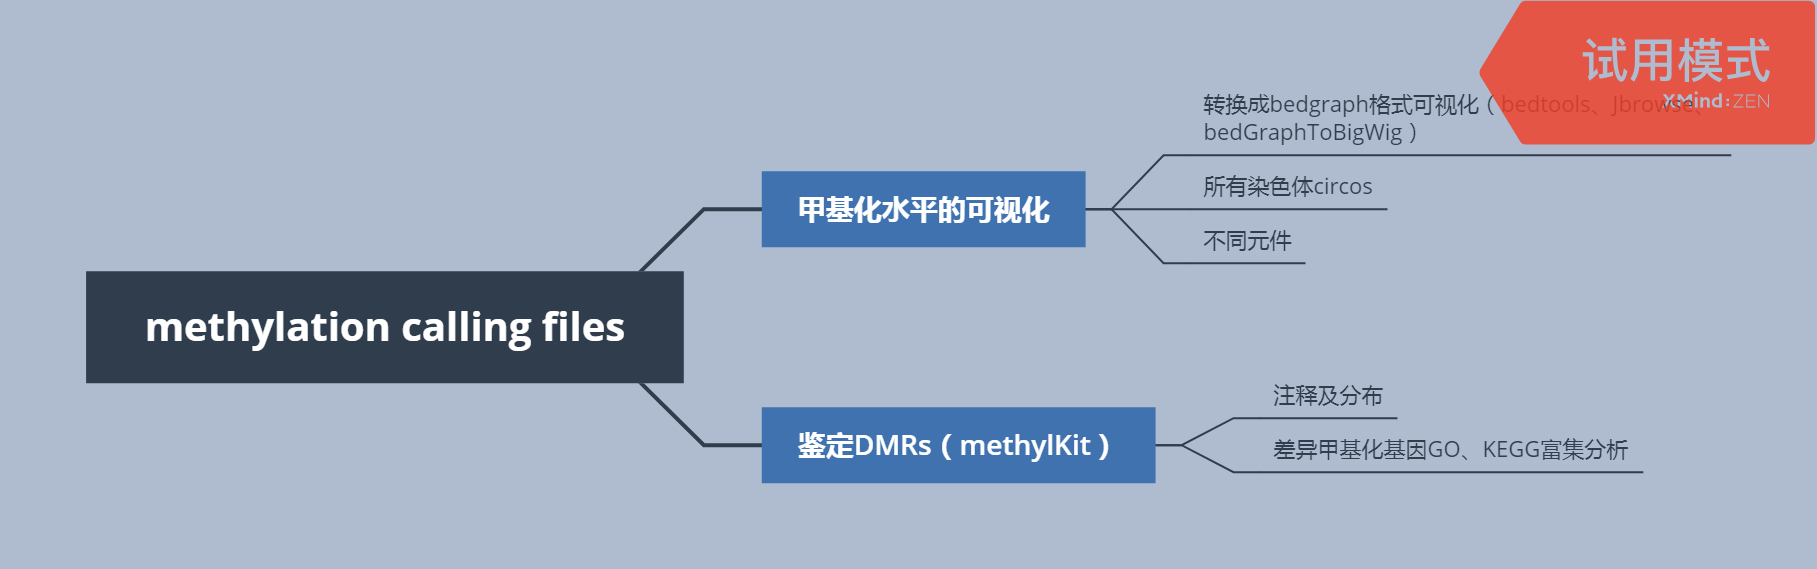 试用模式
XMind:ZEN
转换成bedgraph格式可视化（bedtools、Jbrowse、
bedGraphToBigWig）
所有染色体circos
甲基化水平的可视化
不同元件
methylation calling files
注释及分布
鉴定DMRs（methylKit）
差异甲基化基因GO、KEGG富集分析